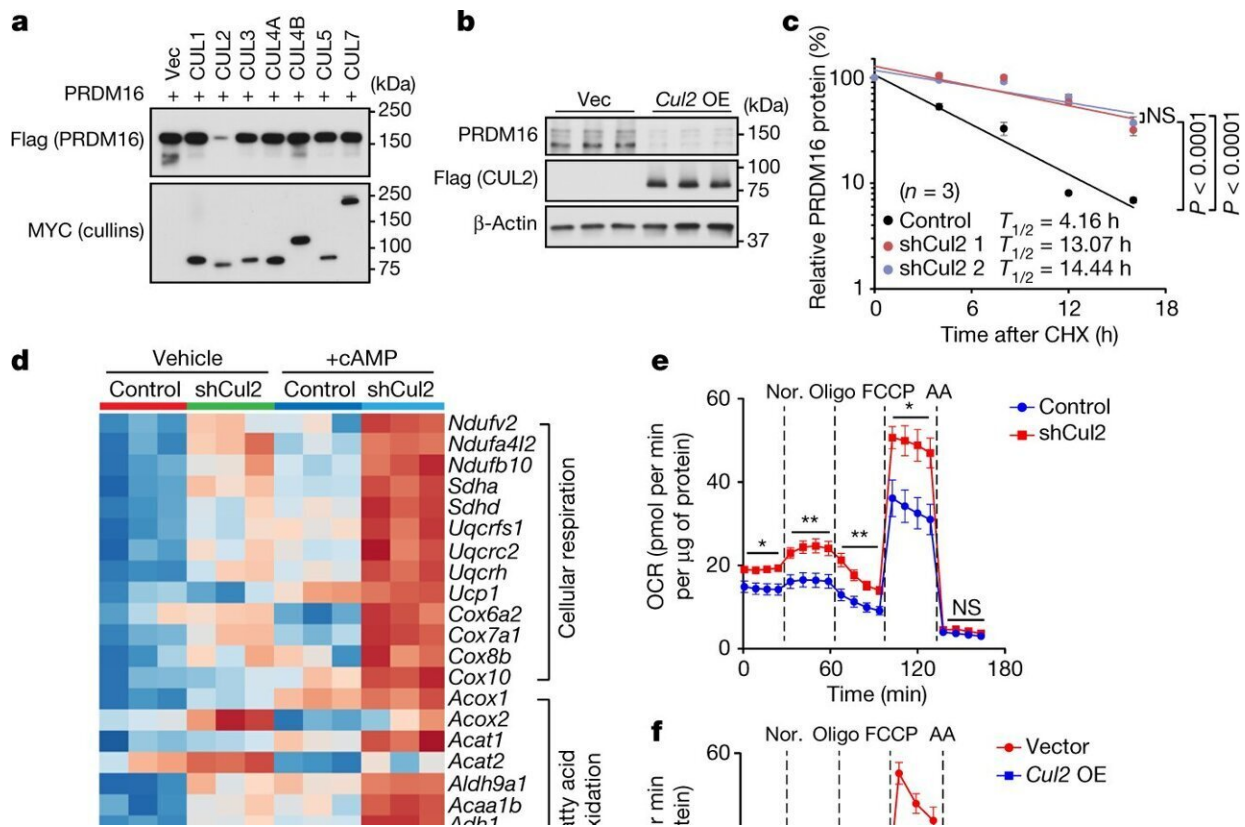 a
Vec
CUL1
CUL2
CUL3
CUL4A
CUL4B
CUL5
CUL7
(kDa)
PRDM16 + + + + + + + +
250
Flag (PRDM16)
150
250
MYC (cullins)
150
100
75
b
Vec Cul2 OE (kDa)
PRDM16
150
100
Flag (CUL2)
75
β-Actin
37
c
Relative PRDM16 protein (%)
100
10
1
NS
P < 0.0001
P < 0.0001
(n = 3)
Control T1/2 = 4.16 h
shCul2 1 T1/2 = 13.07 h
shCul2 2 T1/2 = 14.44 h
0 6 12 18
Time after CHX (h)
d
Vehicle +cAMP
Control shCul2 Control shCul2
Ndufv2
Ndufa4l2
Ndufb10
Sdha
Sdhd
Uqcrfs1
Uqcrc2
Uqcrh
Ucp1
Cox6a2
Cox7a1
Cox8b
Cox10
Acox1
Acox2
Acat1
Acat2
Aldh9a1
Acaa1b
Adh1
Cellular respiration
e
Nor. Oligo FCCP AA
Control
shCul2
OCR (pmol per min
per μg of protein)
60
40
20
0
* ** ** * NS
0 60 120 180
Time (min)
f
Nor. Oligo FCCP AA
60
Vector
Cul2 OE